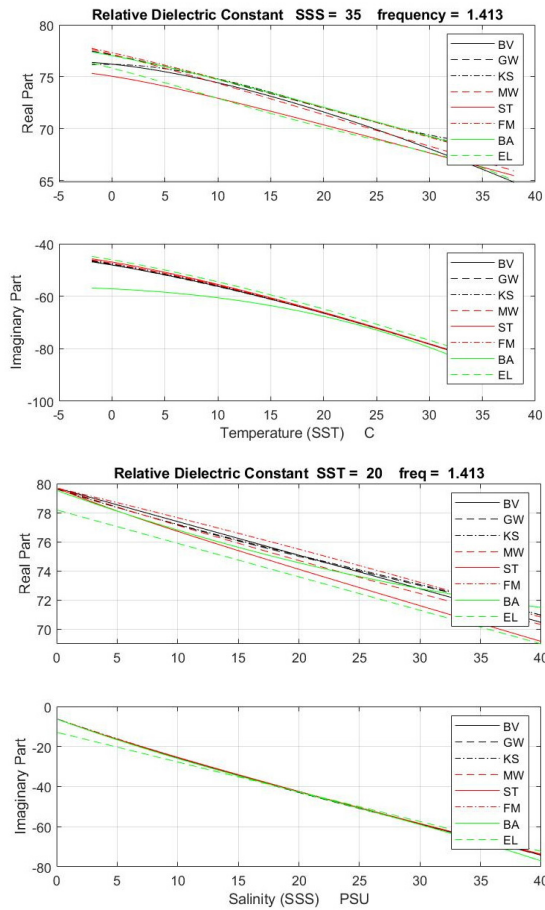 Relative Dielectric Constant SSS = 35 frequency = 1.413
80
75
70
65
Real Part
-5 0 5 10 15 20 25 30 35 40
BV
GW
KS
MW
ST
FM
BA
EL
-40
-60
-80
-100
Imaginary Part
-5 0 5 10 15 20 25 30 35 40
Temperature (SST) C
BV
GW
KS
MW
ST
FM
BA
EL
Relative Dielectric Constant SST = 20 freq = 1.413
80
78
76
74
72
70
Real Part
0 5 10 15 20 25 30 35 40
BV
GW
KS
MW
ST
FM
BA
EL
0
-20
-40
-60
-80
Imaginary Part
0 5 10 15 20 25 30 35 40
Salinity (SSS) PSU
BV
GW
KS
MW
ST
FM
BA
EL